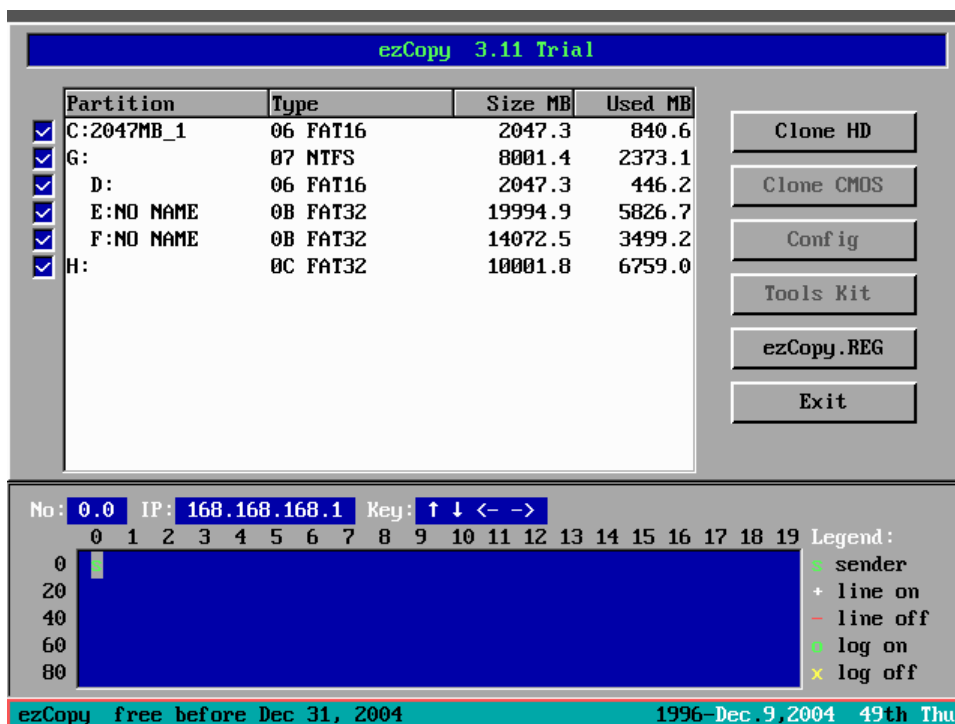 ezCopy 3.11 Trial
Partition Type Size MB Used MB
C:2047MB_1 06 FAT16 2047.3 840.6
G: 07 NTFS 8001.4 2373.1
D: 06 FAT16 2047.3 446.2
E:NO NAME 0B FAT32 19994.9 5826.7
F:NO NAME 0B FAT32 14072.5 3499.2
H: 0C FAT32 10001.8 6759.0
Clone HD
Clone CMOS
Config
Tools Kit
ezCopy.REG
Exit
No: 0.0 IP: 168.168.168.1 Key: ↑ ↓ <- ->
0 1 2 3 4 5 6 7 8 9 10 11 12 13 14 15 16 17 18 19 Legend:
0 s s sender
20 + line on
40 - line off
60 o log on
80 x log off
ezCopy free before Dec 31, 2004 1996-Dec.9,2004 49th Thu